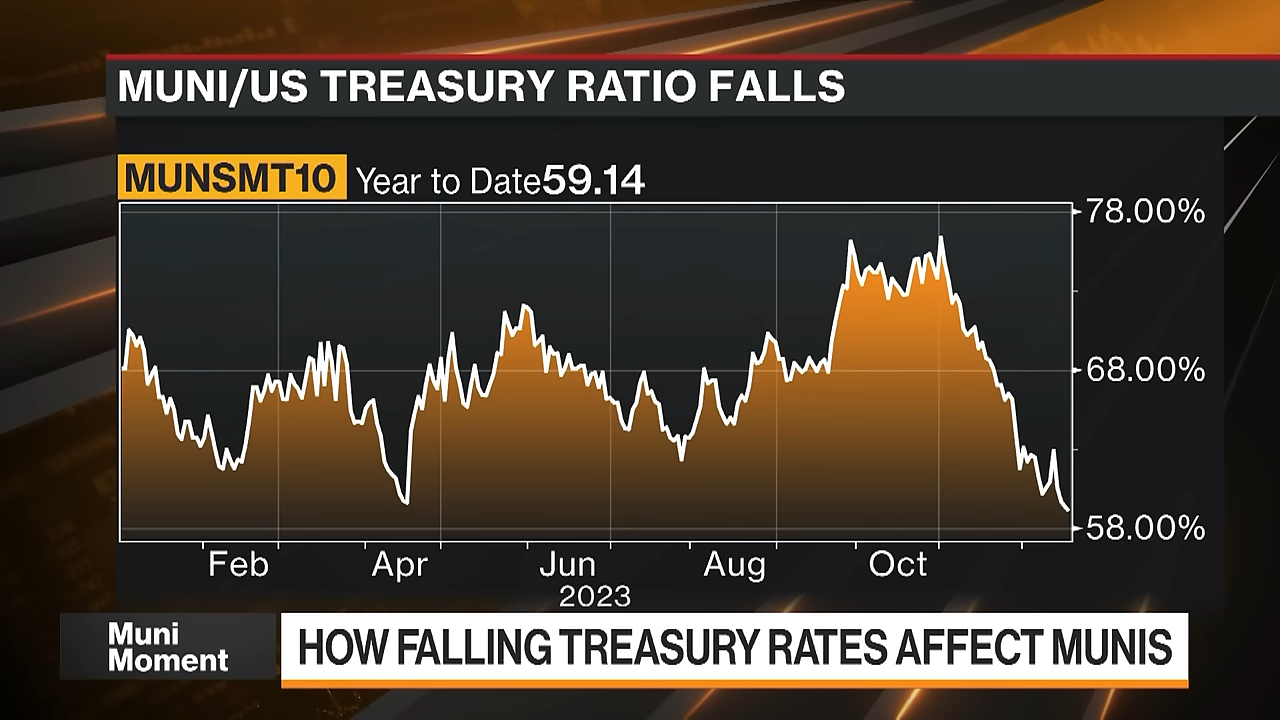 MUNI/US TREASURY RATIO FALLS
MUNSMT10 Year to Date59.14
78.00%
68.00%
58.00%
Feb Apr Jun Aug Oct
2023
Muni
Moment
HOW FALLING TREASURY RATES AFFECT MUNIS